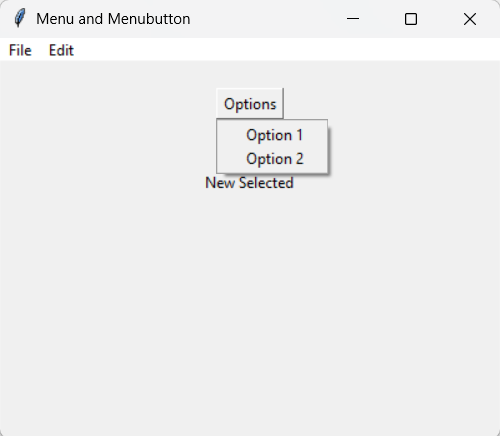 Menu and Menubutton
File Edit
Options
Option 1
Option 2
New Selected